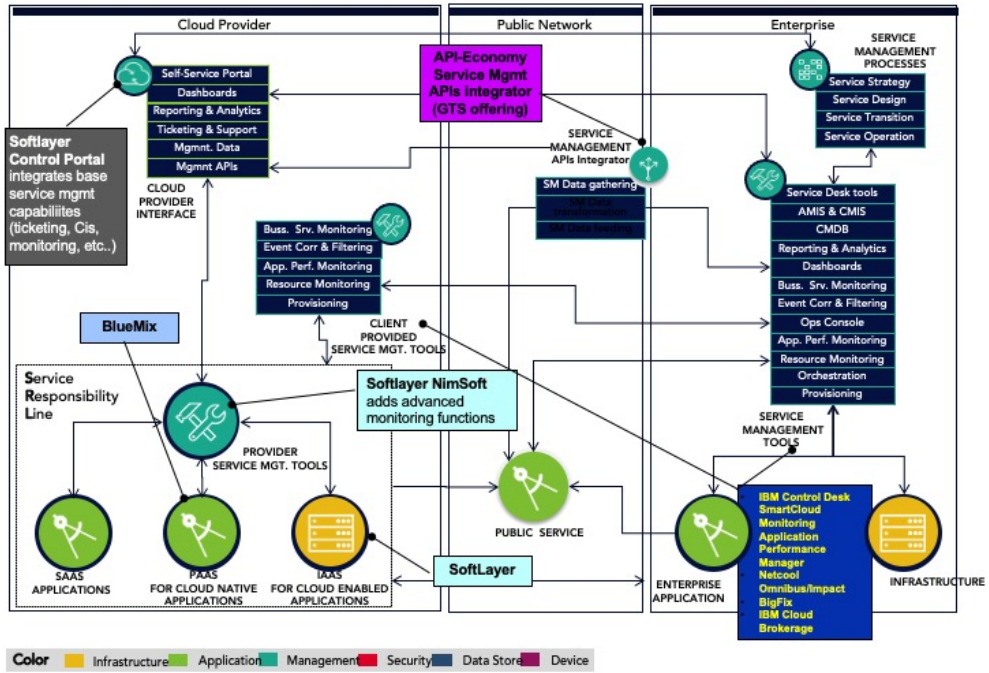 Cloud Provider
Public Network
Enterprise
Self-Service Portal
Dashboards
Reporting & Analytics
Ticketing & Support
Mgmnt. Data
Mgmnt APIs
CLOUD
PROVIDER
INTERFACE
Softlayer
Control Portal
integrates base
service mgmt
capabiliites
(ticketing, Cis,
monitoring, etc..)
API-Economy
Service Mgmt
APIs integrator
(GTS offering)
SERVICE
MANAGEMENT
APIs Integrator
SM Data gathering
SM Data
transformation
SM Data feeding
SERVICE
MANAGEMENT
PROCESSES
Service Strategy
Service Design
Service Transition
Service Operation
Service Desk tools
AMIS & CMIS
CMDB
Reporting & Analytics
Dashboards
Buss. Srv. Monitoring
Event Corr & Filtering
Ops Console
App. Perf. Monitoring
Resource Monitoring
Orchestration
Provisioning
SERVICE
MANAGEMENT
TOOLS
Buss. Srv. Monitoring
Event Corr & Filtering
App. Perf. Monitoring
Resource Monitoring
Provisioning
CLIENT
PROVIDED
SERVICE MGT. TOOLS
BlueMix
Service
Responsibility
Line
Softlayer NimSoft
adds advanced
monitoring functions
PROVIDER
SERVICE MGT. TOOLS
SAAS
APPLICATIONS
PAAS
FOR CLOUD NATIVE
APPLICATIONS
IAAS
FOR CLOUD ENABLED
APPLICATIONS
SoftLayer
PUBLIC SERVICE
ENTERPRISE
APPLICATION
IBM Control Desk
SmartCloud
Monitoring
Application
Performance
Manager
Netcool
Omnibus/Impact
BigFix
IBM Cloud
Brokerage
INFRASTRUCTURE
Color
Infrastructure
Application
Management
Security
Data Store
Device